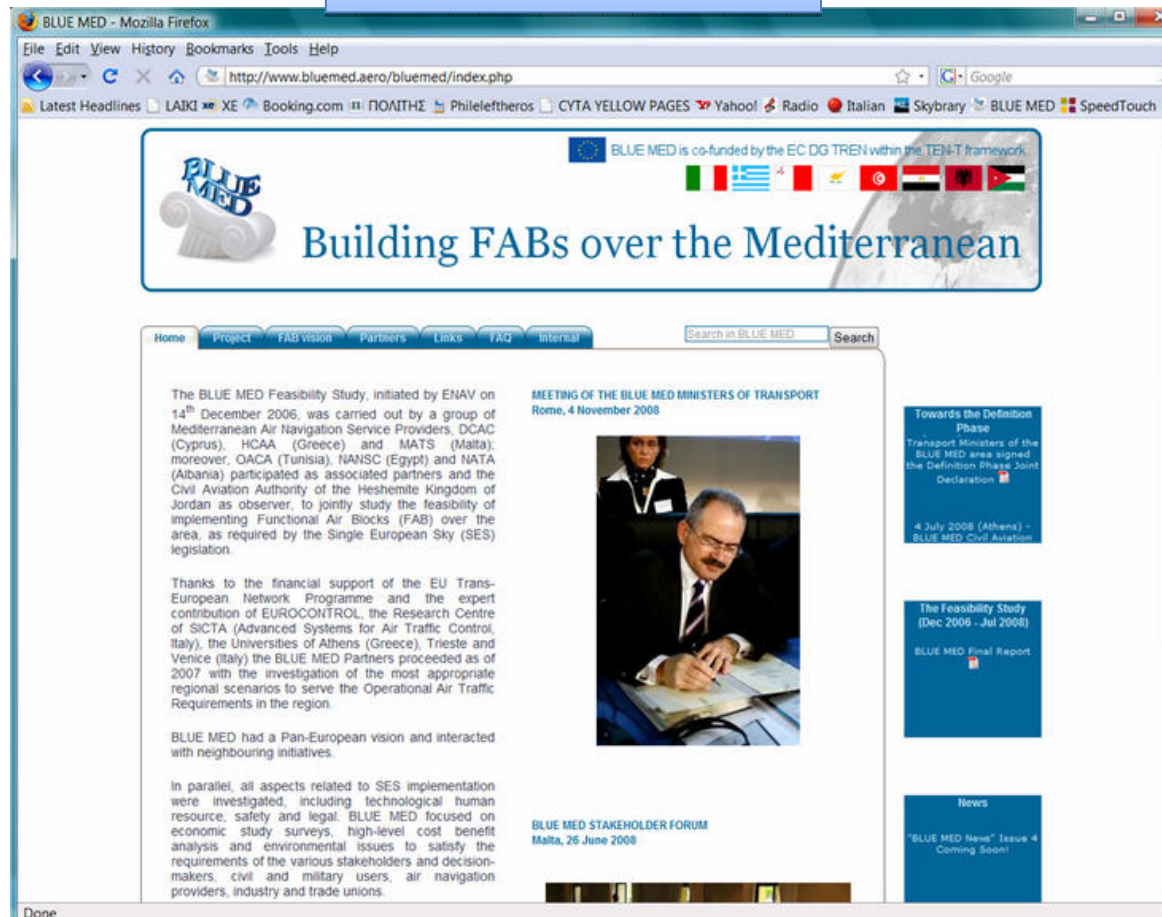 BLUE MED - Mozilla Firefox
File Edit View History Bookmarks Tools Help
http://www.bluemed.aero/bluemed/index.php
Google
Latest Headlines LAIKI XE Booking.com ΠΟΛΙΤΗΣ Phileleftheros CYTA YELLOW PAGES Yahoo! Radio Italian Skybrary BLUE MED SpeedTouch
BLUE MED is co-funded by the EC DG TREN within the TEN-T framework
BLUE
MED
Building FABs over the Mediterranean
Home Project FAB vision Partners Links FAQ Internal
Search in BLUE MED Search
The BLUE MED Feasibility Study, initiated by ENAV on
14th December 2006, was carried out by a group of
Mediterranean Air Navigation Service Providers, DCAC
(Cyprus), HCAA (Greece) and MATS (Malta);
moreover, OACA (Tunisia), NANSC (Egypt) and NATA
(Albania) participated as associated partners and the
Civil Aviation Authority of the Heshemite Kingdom of
Jordan as observer, to jointly study the feasibility of
implementing Functional Air Blocks (FAB) over the
area, as required by the Single European Sky (SES)
legislation.
Thanks to the financial support of the EU Trans-
European Network Programme and the expert
contribution of EUROCONTROL, the Research Centre
of SICTA (Advanced Systems for Air Traffic Control,
Italy), the Universities of Athens (Greece), Trieste and
Venice (Italy) the BLUE MED Partners proceeded as of
2007 with the investigation of the most appropriate
regional scenarios to serve the Operational Air Traffic
Requirements in the region.
BLUE MED had a Pan-European vision and interacted
with neighbouring initiatives.
In parallel, all aspects related to SES implementation
were investigated, including technological human
resource, safety and legal. BLUE MED focused on
economic study surveys, high-level cost benefit
analysis and environmental issues to satisfy the
requirements of the various stakeholders and decision-
makers, civil and military users, air navigation
providers, industry and trade unions.
MEETING OF THE BLUE MED MINISTERS OF TRANSPORT
Rome, 4 November 2008
BLUE MED STAKEHOLDER FORUM
Malta, 26 June 2008
Towards the Definition
Phase
Transport Ministers of the
BLUE MED area signed
the Definition Phase Joint
Declaration
4 July 2008 (Athens) -
BLUE MED Civil Aviation
The Feasibility Study
(Dec 2006 - Jul 2008)
BLUE MED Final Report
News
"BLUE MED News" Issue 4
Coming Soon!
Done